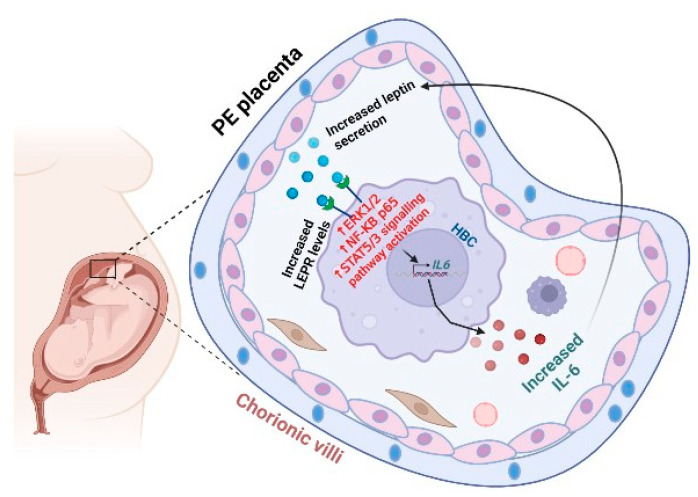 PE placenta
Increased leptin
secretion
Increased
LEPR levels
↑ERK1/2
↑NF-KB p65
↑STAT5/3 signalling
pathway activation
HBC
IL6
Increased
IL-6
Chorionic villi